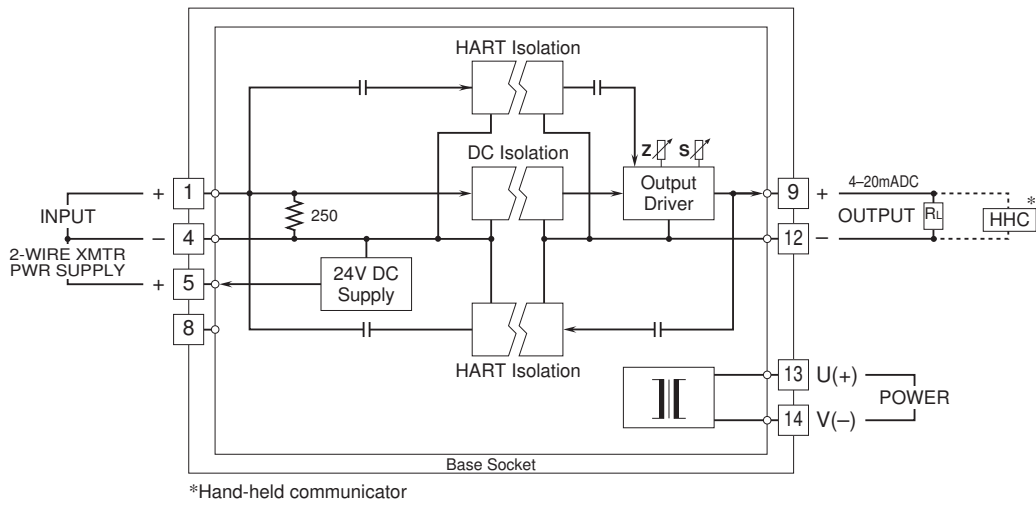 HART Isolation
DC Isolation
Z S
Output
Driver
250
1
4
5
8
+
INPUT
–
2-WIRE XMTR
PWR SUPPLY
+
24V DC
Supply
HART Isolation
9
12
13
14
+
4–20mADC
OUTPUT
–
RL
HHC
*
U(+)
V(–)
POWER
Base Socket
*Hand-held communicator